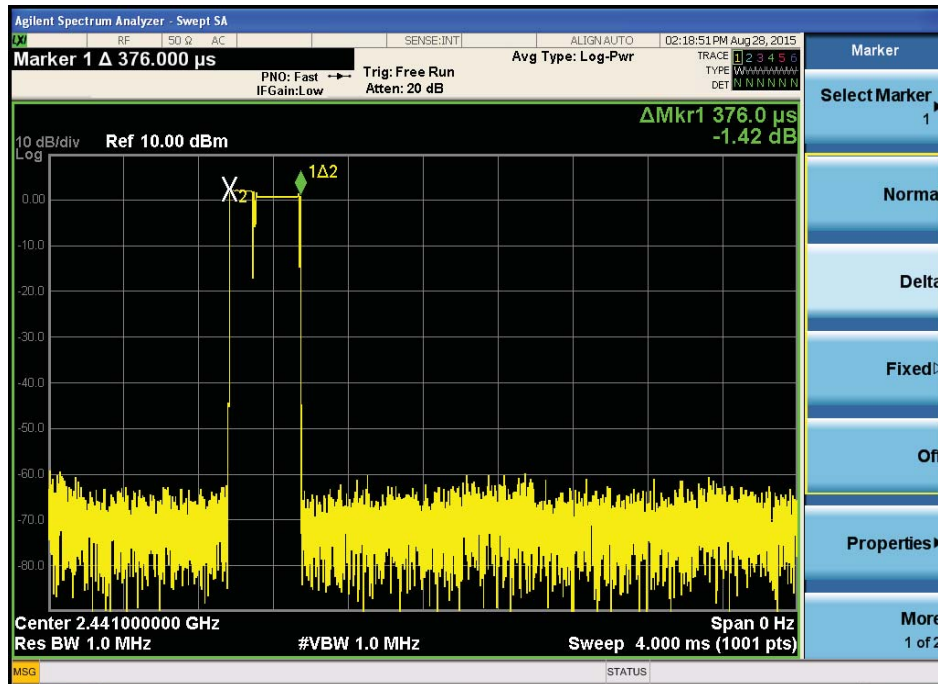 Agilent Spectrum Analyzer - Swept SA
LXI RF 50 Ω AC SENSE:INT ALIGN AUTO 02:18:51 PM Aug 28, 2015
Marker 1 Δ 376.000 µs
PNO: Fast
IFGain:Low
Trig: Free Run
Atten: 20 dB
Avg Type: Log-Pwr
TRACE 1 2 3 4 5 6
TYPE WWWWWW
DET N N N N N N
ΔMkr1 376.0 µs
-1.42 dB
10 dB/div Ref 10.00 dBm
Log
1Δ2
X2
0.00
-10.0
-20.0
-30.0
-40.0
-50.0
-60.0
-70.0
-80.0
Center 2.441000000 GHz Span 0 Hz
Res BW 1.0 MHz #VBW 1.0 MHz Sweep 4.000 ms (1001 pts)
MSG STATUS
Marker
Select Marker
1
Norma
Delta
Fixed
Off
Properties
More
1 of 2